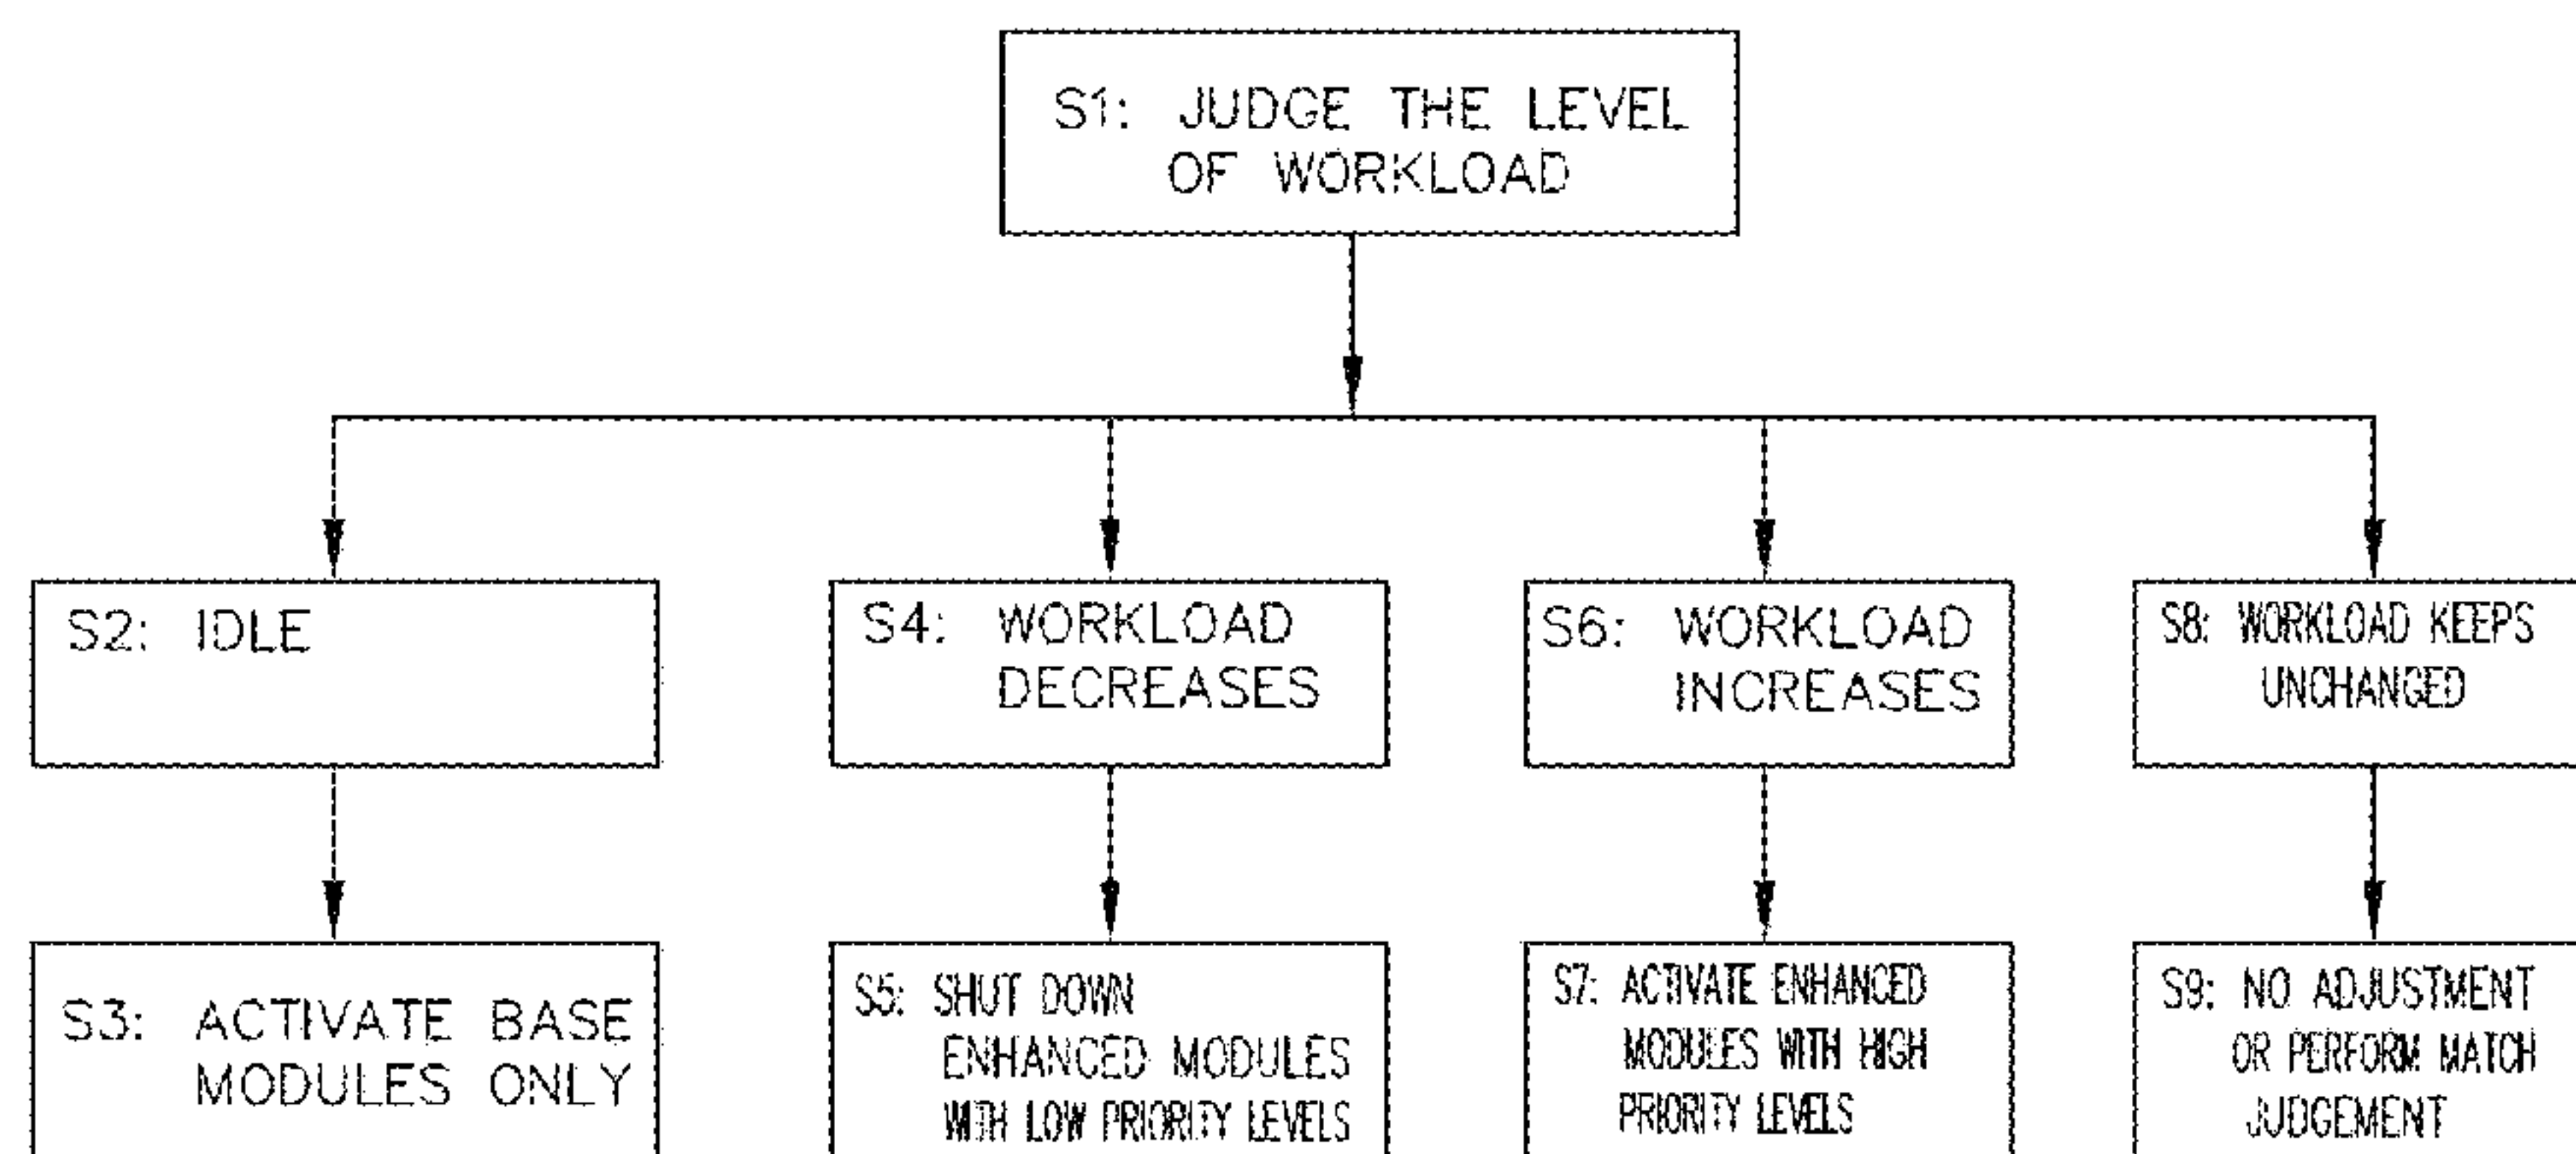 S1: JUDGE THE LEVEL
OF WORKLOAD
S2: IDLE
S4: WORKLOAD
DECREASES
S6: WORKLOAD
INCREASES
S8: WORKLOAD KEEPS
UNCHANGED
S3: ACTIVATE BASE
MODULES ONLY
S5: SHUT DOWN
ENHANCED MODULES
WITH LOW PRIORITY LEVELS
S7: ACTIVATE ENHANCED
MODULES WITH HIGH
PRIORITY LEVELS
S9: NO ADJUSTMENT
OR PERFORM MATCH
JUDGEMENT